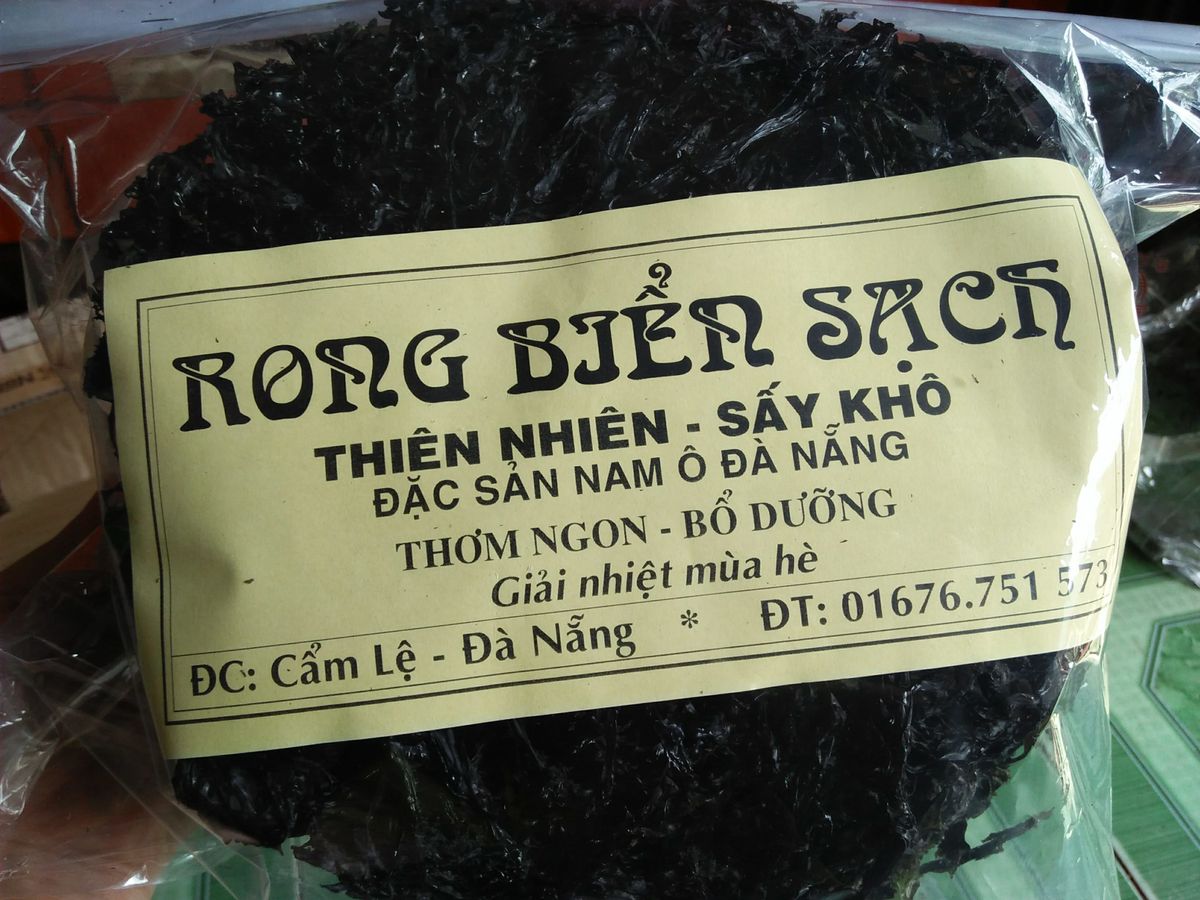 RONG BIỂN SẠCH
THIÊN NHIÊN - SẤY KHÔ
ĐẶC SẢN NAM Ô ĐÀ NẴNG
THƠM NGON - BỔ DƯỠNG
Giải nhiệt mùa hè
ĐC: Cẩm Lệ - Đà Nẵng * ĐT: 01676.751 573